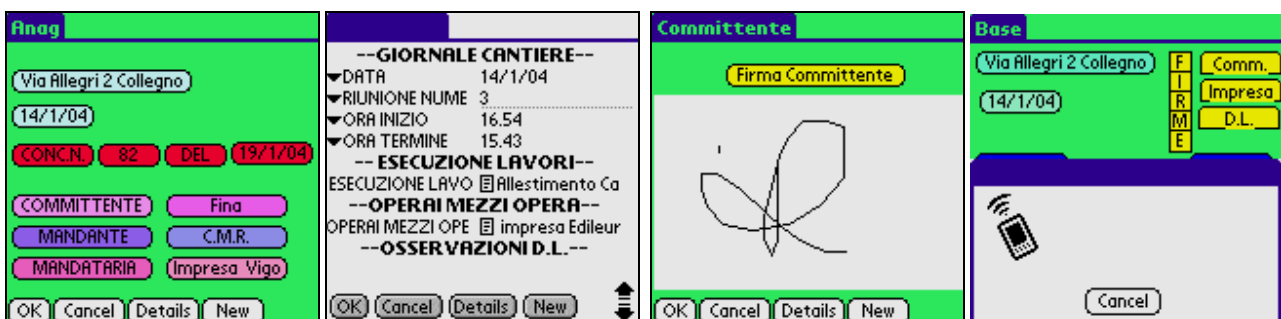 Anag
Via Allegri 2 Collegno
14/1/04
CONC.N. 82 DEL 19/1/04
COMMITTENTE Fina
MANDANTE C.M.R.
MANDATARIA Impresa Vigo
OK Cancel Details New
--GIORNALE CANTIERE--
DATA 14/1/04
RIUNIONE NUME 3
ORA INIZIO 16.54
ORA TERMINE 15.43
-- ESECUZIONE LAVORI--
ESECUZIONE LAVO Allestimento Ca
--OPERAI MEZZI OPERA--
OPERAI MEZZI OPE impresa Edileur
--OSSERVAZIONI D.L.--
OK Cancel Details New
Committente
Firma Committente
OK Cancel Details New
Base
Via Allegri 2 Collegno
14/1/04
FIRME
Comm.
Impresa
D.L.
Cancel